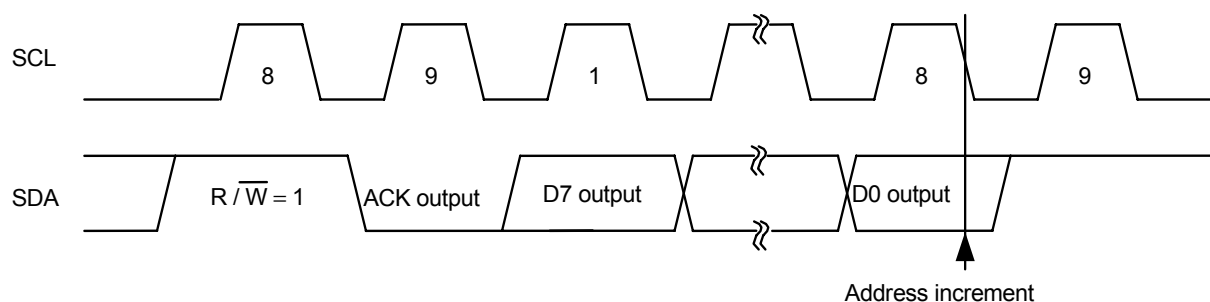 SCL
8
9
1
8
9
SDA
R / W̅ = 1
ACK output
D7 output
D0 output
Address increment